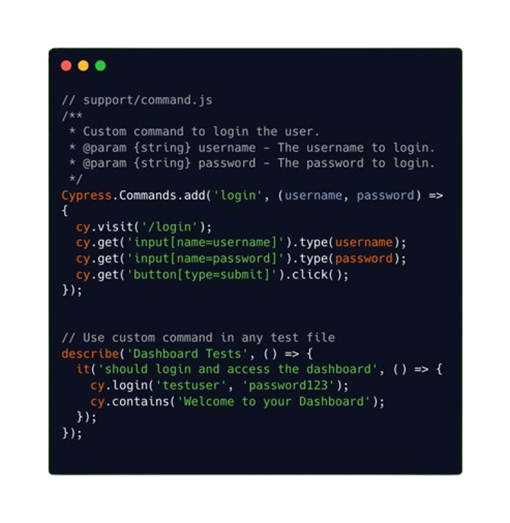 // support/command.js
/**
 * Custom command to login the user.
 * @param {string} username - The username to login.
 * @param {string} password - The password to login.
 */
Cypress.Commands.add('login', (username, password) =>
{
  cy.visit('/login');
  cy.get('input[name=username]').type(username);
  cy.get('input[name=password]').type(password);
  cy.get('button[type=submit]').click();
});
// Use custom command in any test file
describe('Dashboard Tests', () => {
  it('should login and access the dashboard', () => {
    cy.login('testuser', 'password123');
    cy.contains('Welcome to your Dashboard');
  });
});